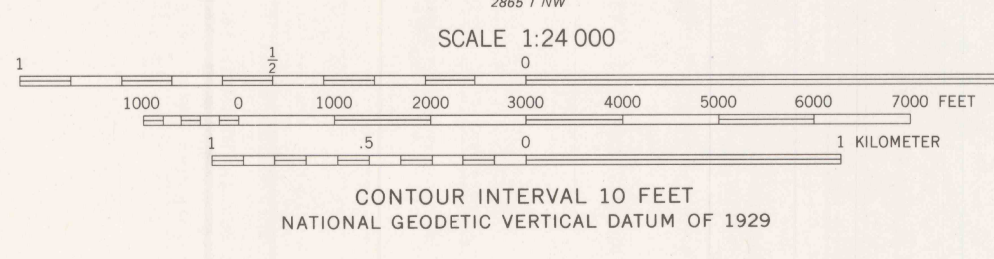 2865 I NW
SCALE 1:24 000
1 1/2 0
1000 0 1000 2000 3000 4000 5000 6000 7000 FEET
1 .5 0 1 KILOMETER
CONTOUR INTERVAL 10 FEET
NATIONAL GEODETIC VERTICAL DATUM OF 1929